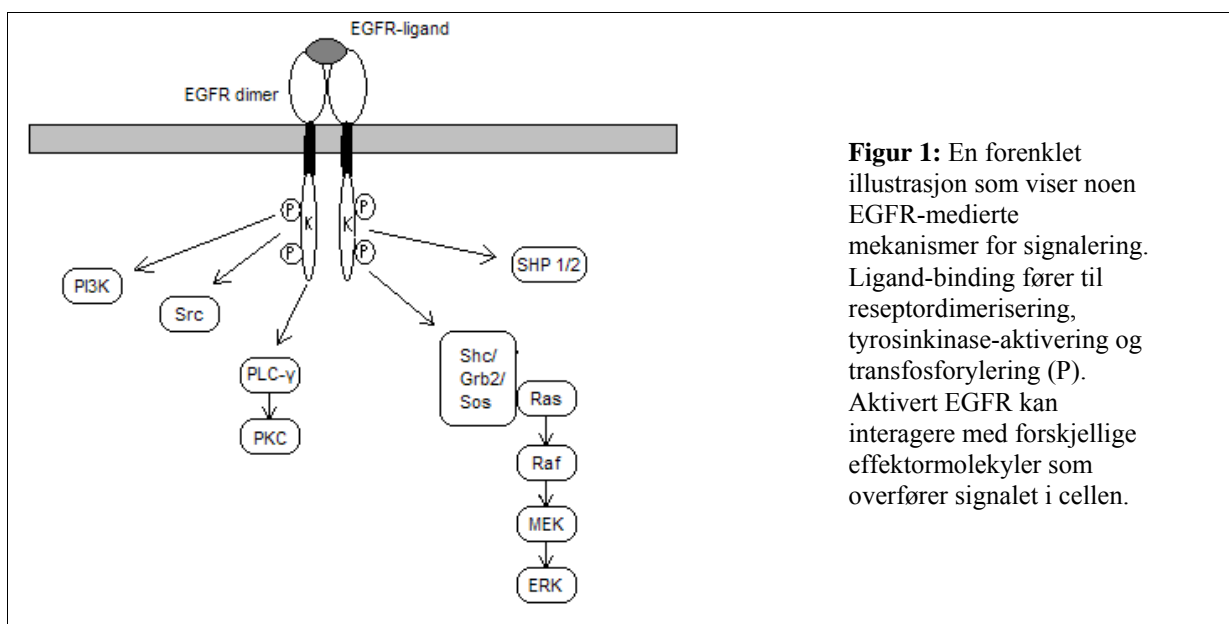 EGFR-ligand
EGFR dimer
P
K
K
P
P
P
PI3K
Src
SHP 1/2
PLC-γ
PKC
Shc/
Grb2/
Sos
Ras
Raf
MEK
ERK
Figur 1: En forenklet
illustrasjon som viser noen
EGFR-medierte
mekanismer for signalering.
Ligand-binding fører til
reseptordimerisering,
tyrosinkinase-aktivering og
transfosforylering (P).
Aktivert EGFR kan
interagere med forskjellige
effektormolekyler som
overfører signalet i cellen.